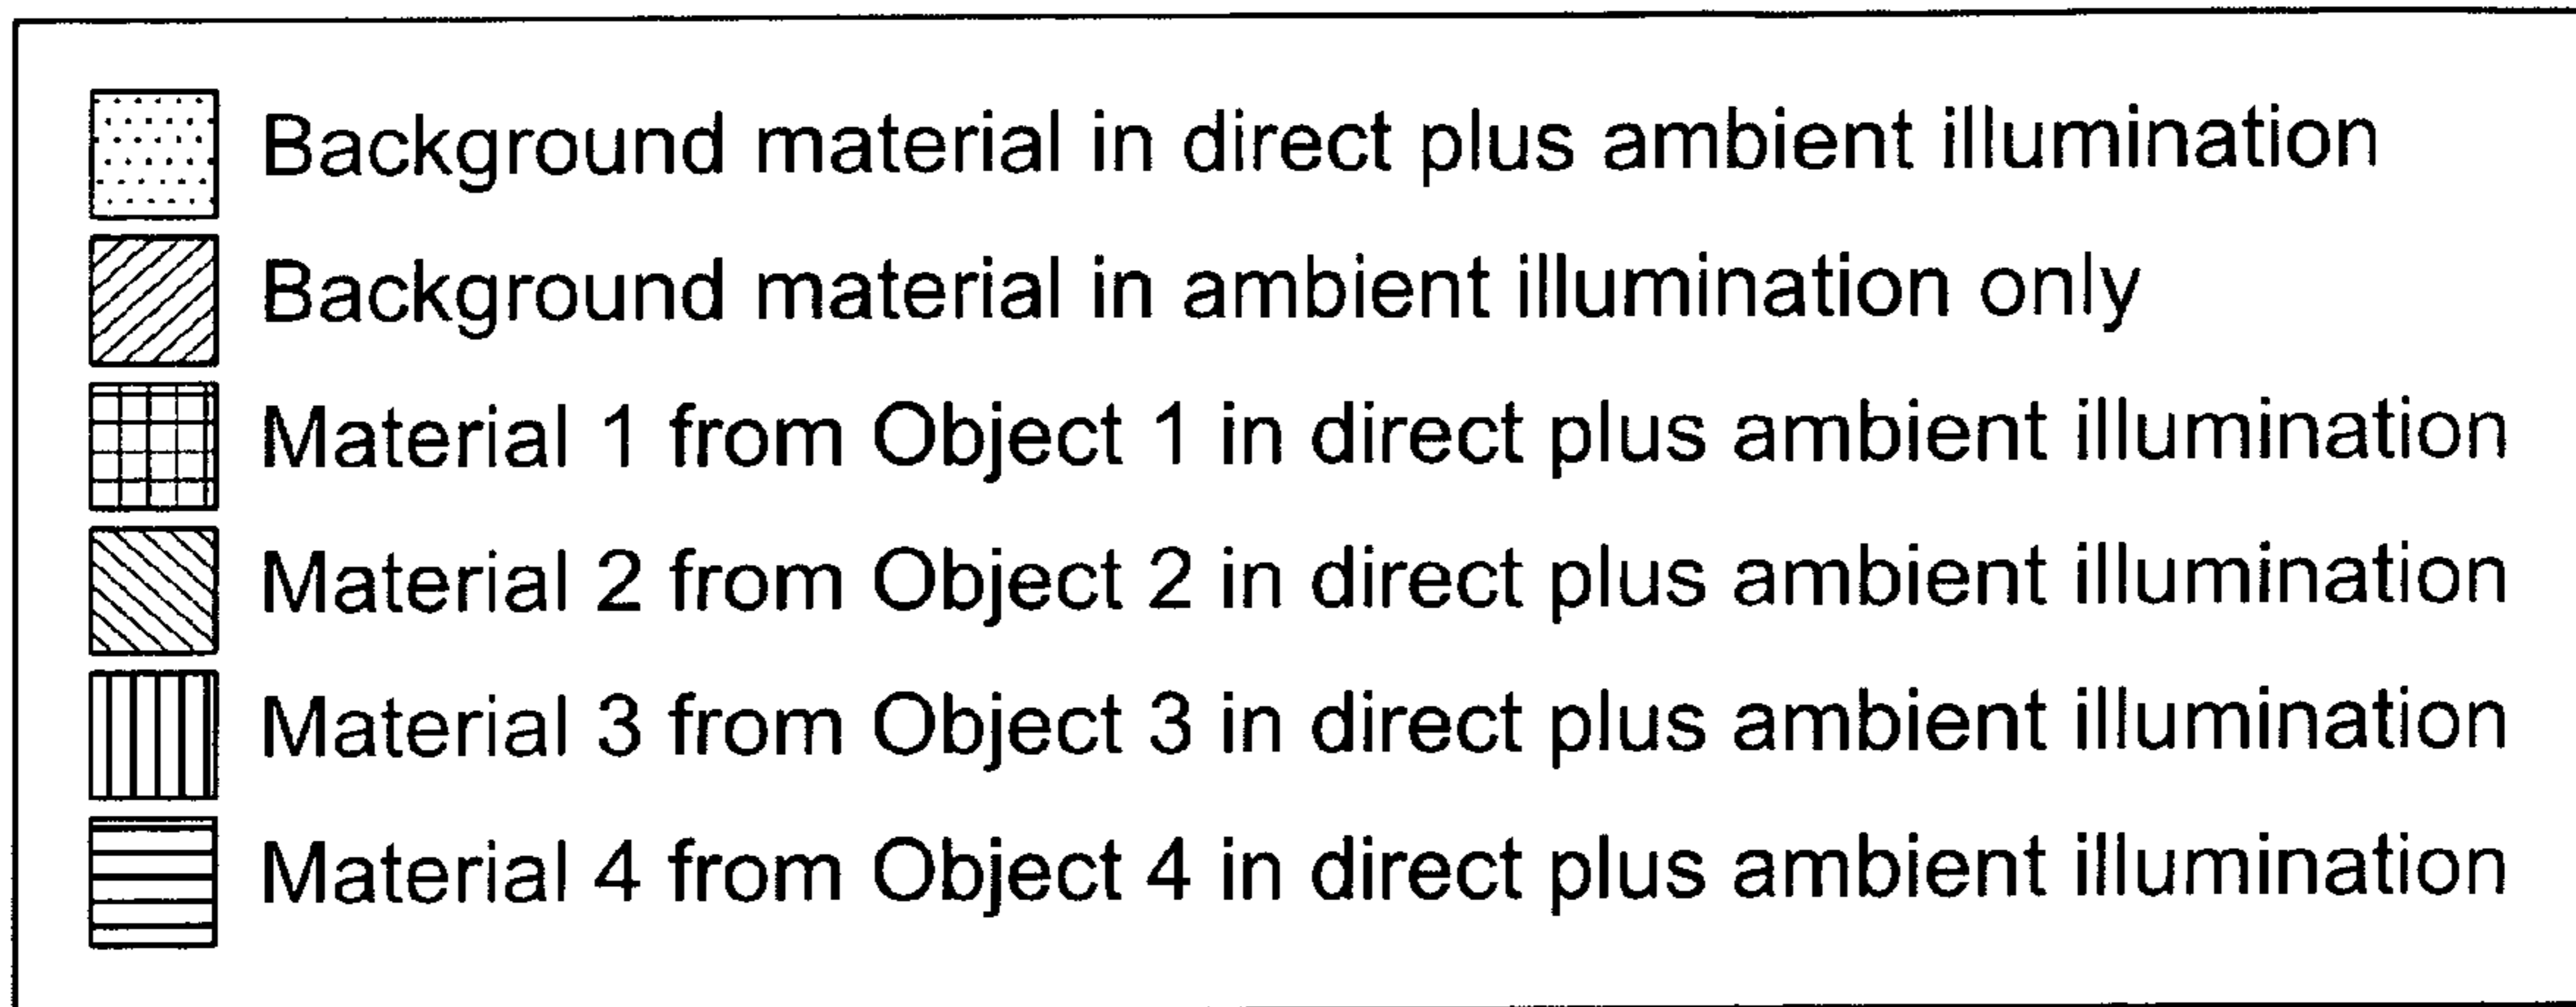 Background material in direct plus ambient illumination
Background material in ambient illumination only
Material 1 from Object 1 in direct plus ambient illumination
Material 2 from Object 2 in direct plus ambient illumination
Material 3 from Object 3 in direct plus ambient illumination
Material 4 from Object 4 in direct plus ambient illumination